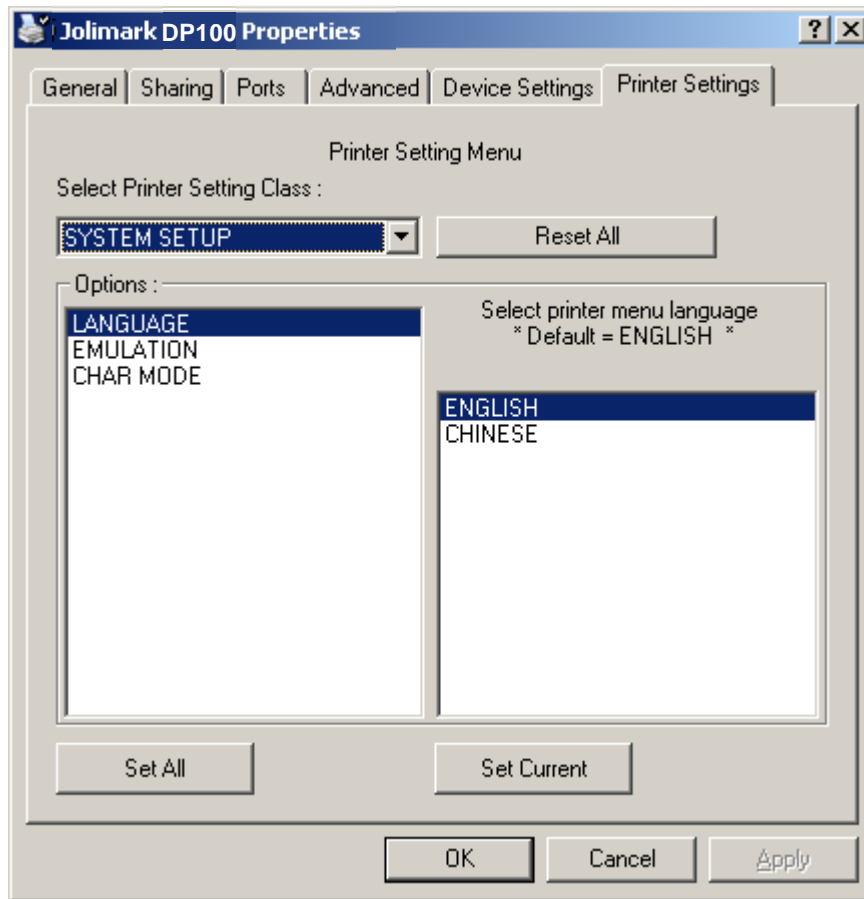 Jolimark DP100 Properties
General Sharing Ports Advanced Device Settings Printer Settings
Printer Setting Menu
Select Printer Setting Class :
SYSTEM SETUP
Reset All
Options :
LANGUAGE
EMULATION
CHAR MODE
Select printer menu language
* Default = ENGLISH *
ENGLISH
CHINESE
Set All
Set Current
OK
Cancel
Apply